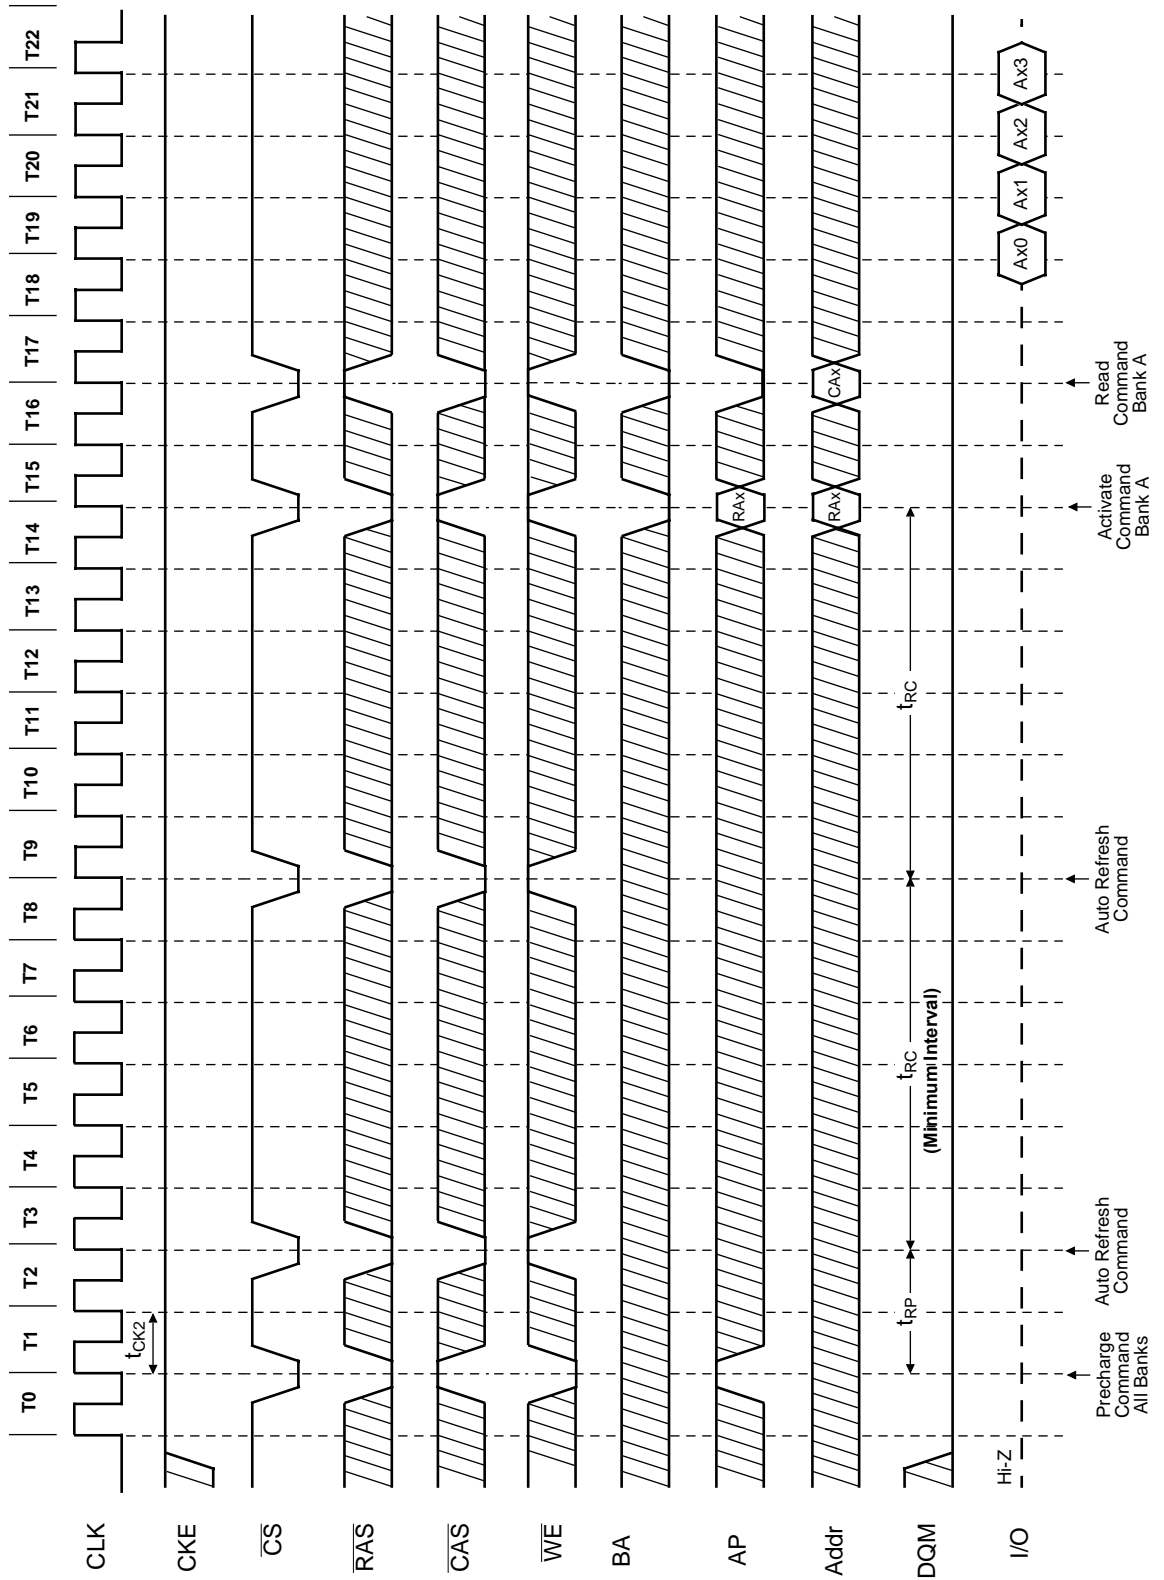 T0 T1 T2 T3 T4 T5 T6 T7 T8 T9 T10 T11 T12 T13 T14 T15 T16 T17 T18 T19 T20 T21 T22
CLK
tCK2
CKE
CS
RAS
CAS
WE
BA
AP
RAx
Addr
RAx
CAx
tRP
tRC
tRC
(Minimum Interval)
DQM
Hi-Z
I/O
Ax0
Ax1
Ax2
Ax3
Precharge
Command
All Banks
Auto Refresh
Command
Auto Refresh
Command
Activate
Command
Bank A
Read
Command
Bank A